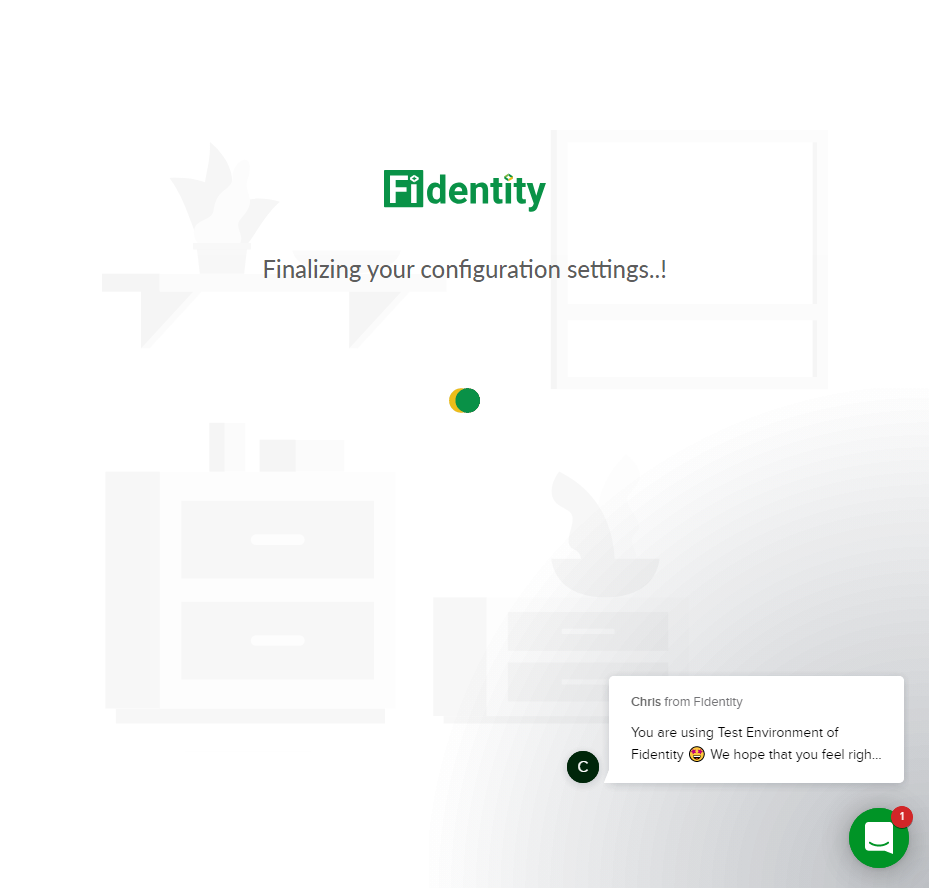 Fidentity
Finalizing your configuration settings..!
Chris from Fidentity
You are using Test Environment of
Fidentity 🤩 We hope that you feel righ...
C
1